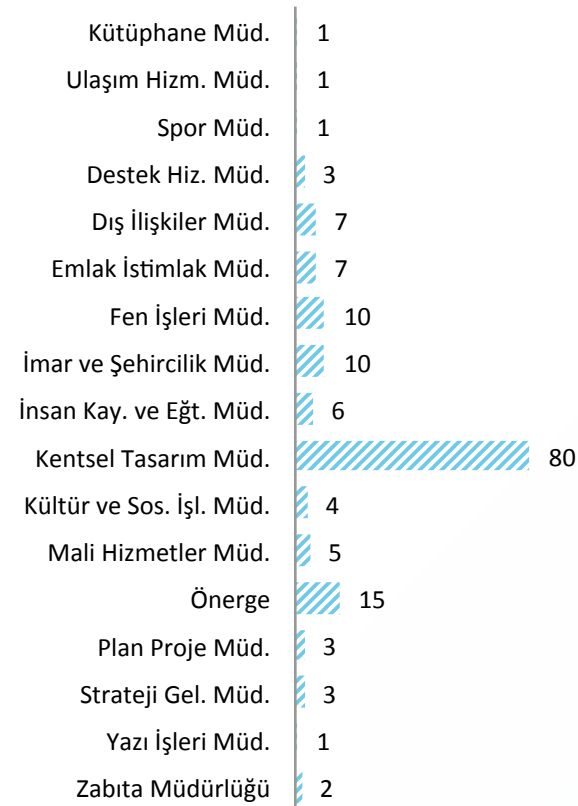 Kütüphane Müd. 1
Ulaşım Hizm. Müd. 1
Spor Müd. 1
Destek Hiz. Müd. 3
Dış İlişkiler Müd. 7
Emlak İstimlak Müd. 7
Fen İşleri Müd. 10
İmar ve Şehircilik Müd. 10
İnsan Kay. ve Eğt. Müd. 6
Kentsel Tasarım Müd. 80
Kültür ve Sos. İşl. Müd. 4
Mali Hizmetler Müd. 5
Önerge 15
Plan Proje Müd. 3
Strateji Gel. Müd. 3
Yazı İşleri Müd. 1
Zabıta Müdürlüğü 2